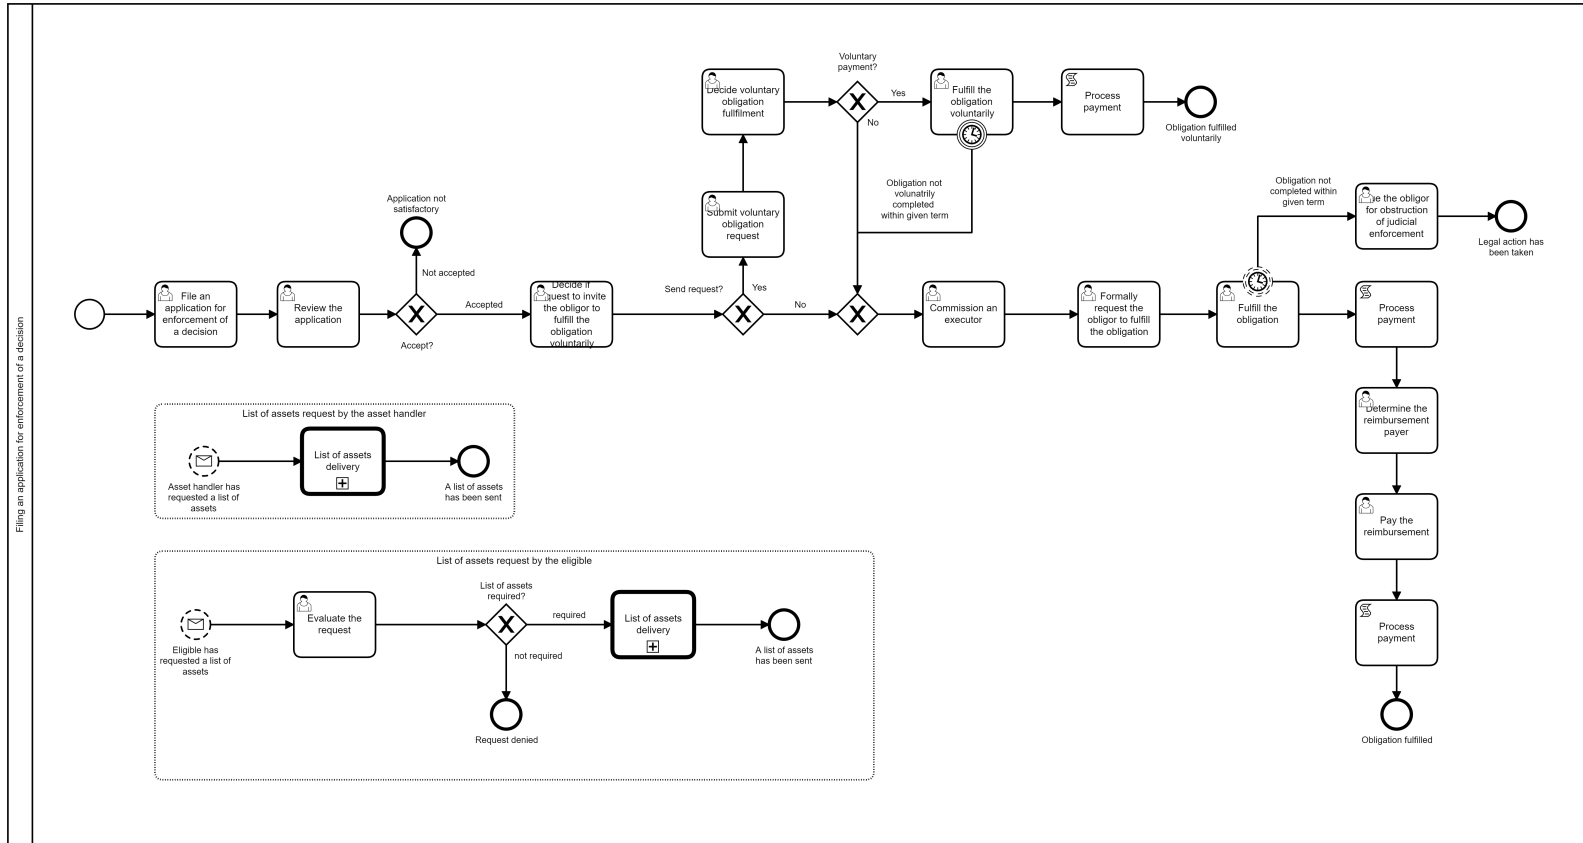 Filing an application for enforcement of a decision
Voluntary
payment?
Decide voluntary
obligation
fullfilment
Yes
No
Fulfill the
obligation
voluntarily
Process
payment
Obligation fulfilled
voluntarily
Application not
satisfactory
Submit voluntary
obligation
request
Obligation not
volunatrily
completed
within given term
Obligation not
completed within
given term
the obligor
for obstruction
of judicial
enforcement
Legal action has
been taken
File an
application for
enforcement of
a decision
Review the
application
Not accepted
Accepted
Accept?
Decide if
to invite
the obligor to
fulfill the
obligation
voluntarily
Send request?
Yes
No
Commission an
executor
Formally
request the
obligor to fulfill
the obligation
Fulfill the
obligation
Process
payment
Determine the
reimbursement
payer
Pay the
reimbursement
Process
payment
Obligation fulfilled
List of assets request by the asset handler
Asset handler has
requested a list of
assets
List of assets
delivery
A list of assets
has been sent
List of assets request by the eligible
Eligible has
requested a list of
assets
Evaluate the
request
List of assets
required?
required
not required
Request denied
List of assets
delivery
A list of assets
has been sent